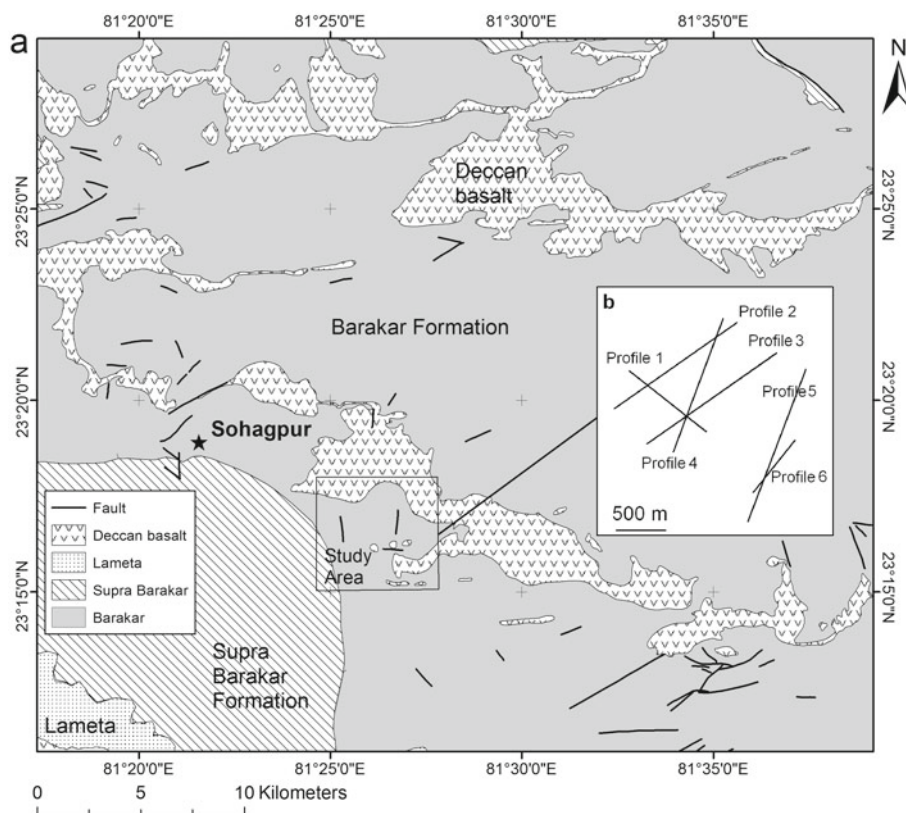 a
81°20'0"E
81°25'0"E
81°30'0"E
81°35'0"E
N
23°25'0"N
23°20'0"N
23°15'0"N
Deccan
basalt
23°25'0"N
23°20'0"N
23°15'0"N
Barakar Formation
b
Profile 2
Profile 3
Profile 1
Profile 5
Profile 4
Profile 6
500 m
Sohagpur
Fault
Deccan basalt
Lameta
Supra Barakar
Barakar
Study
Area
Supra
Barakar
Formation
Lameta
81°20'0"E
81°25'0"E
81°30'0"E
81°35'0"E
0 5 10 Kilometers